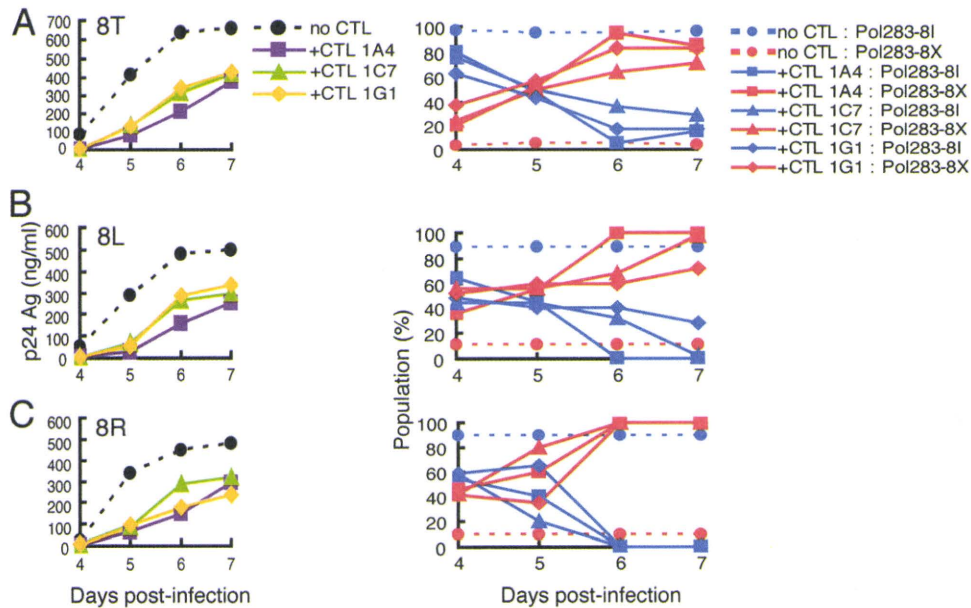 A
8T
700
600
500
400
300
200
100
0
4
5
6
7
no CTL
+CTL 1A4
+CTL 1C7
+CTL 1G1
100
80
60
40
20
0
4
5
6
7
no CTL : Pol283-8I
no CTL : Pol283-8X
+CTL 1A4 : Pol283-8I
+CTL 1A4 : Pol283-8X
+CTL 1C7 : Pol283-8I
+CTL 1C7 : Pol283-8X
+CTL 1G1 : Pol283-8I
+CTL 1G1 : Pol283-8X
B
8L
p24 Ag (ng/ml)
600
500
400
300
200
100
0
4
5
6
7
Population (%)
100
80
60
40
20
0
4
5
6
7
C
8R
600
500
400
300
200
100
0
4
5
6
7
Days post-infection
100
80
60
40
20
0
4
5
6
7
Days post-infection